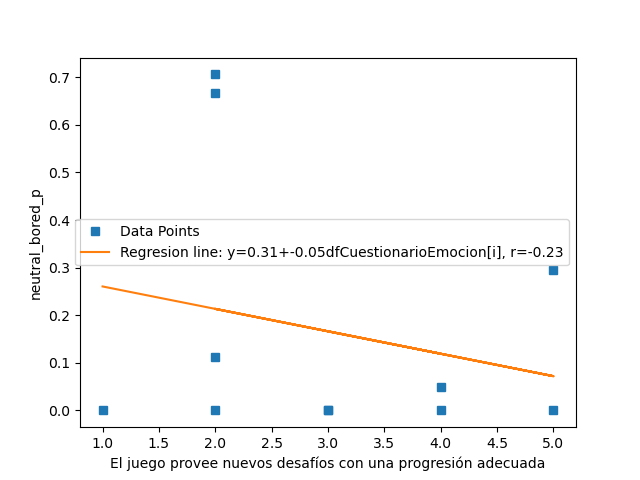 0.7
0.6
0.5
0.4
0.3
0.2
0.1
0.0
neutral_bored_p
Data Points
Regresion line: y=0.31+-0.05dfCuestionarioEmocion[i], r=-0.23
1.0 1.5 2.0 2.5 3.0 3.5 4.0 4.5 5.0
El juego provee nuevos desafíos con una progresión adecuada